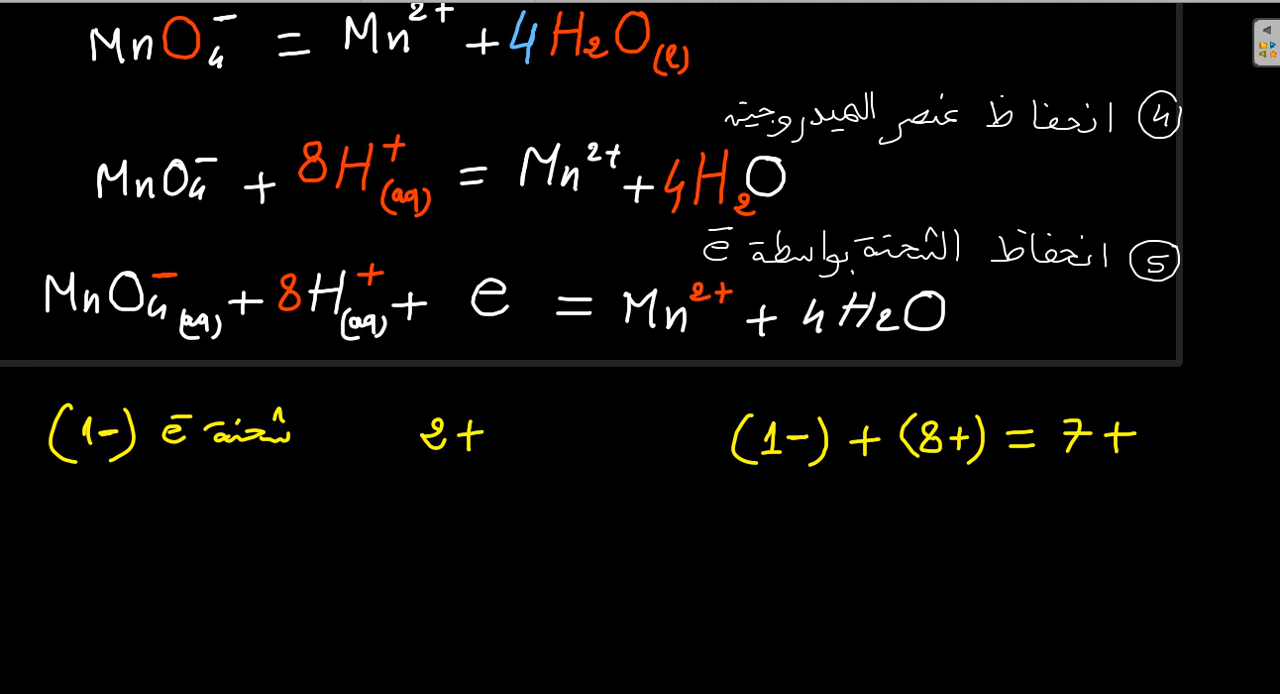 MnO₄⁻ = Mn²⁺ + 4H₂O(l)
④ انحفاظ عنصر الهيدروجين
MnO₄⁻ + 8H⁺(aq) = Mn²⁺ + 4H₂O
⑤ انحفاظ الشحنة بواسطة e⁻
MnO₄⁻(aq) + 8H⁺(aq) + e = Mn²⁺ + 4H₂O
(1-) + (8+) = 7+ 2+ شحنة e⁻ (1-)